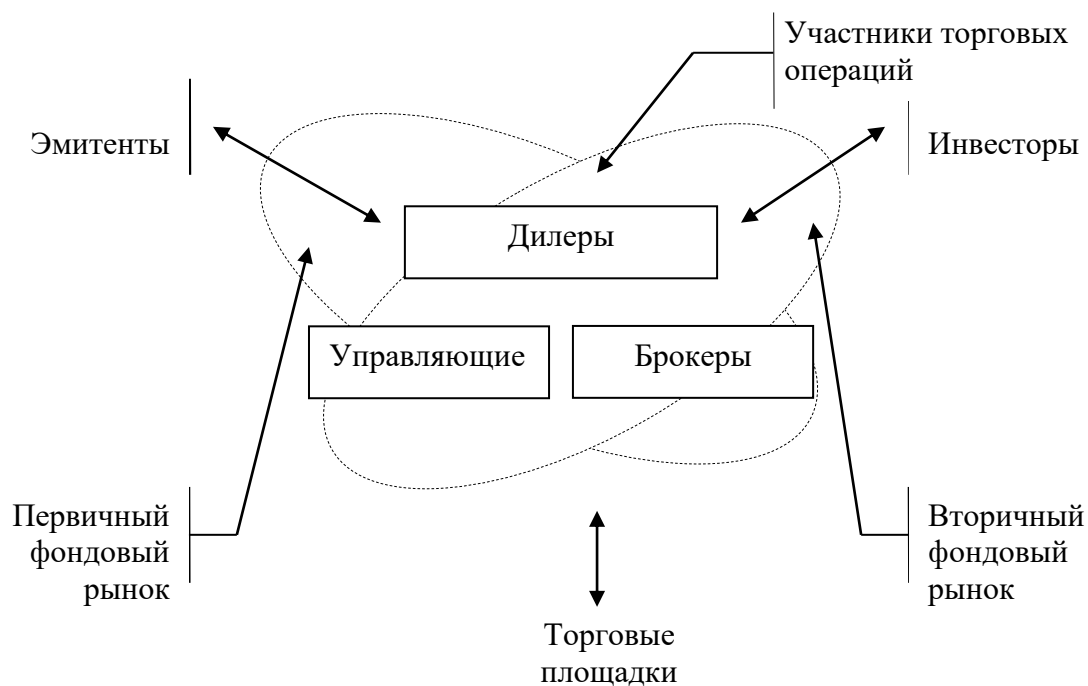 Участники торговых
операций
Эмитенты
Инвесторы
Дилеры
Управляющие
Брокеры
Первичный
фондовый
рынок
Вторичный
фондовый
рынок
Торговые
площадки